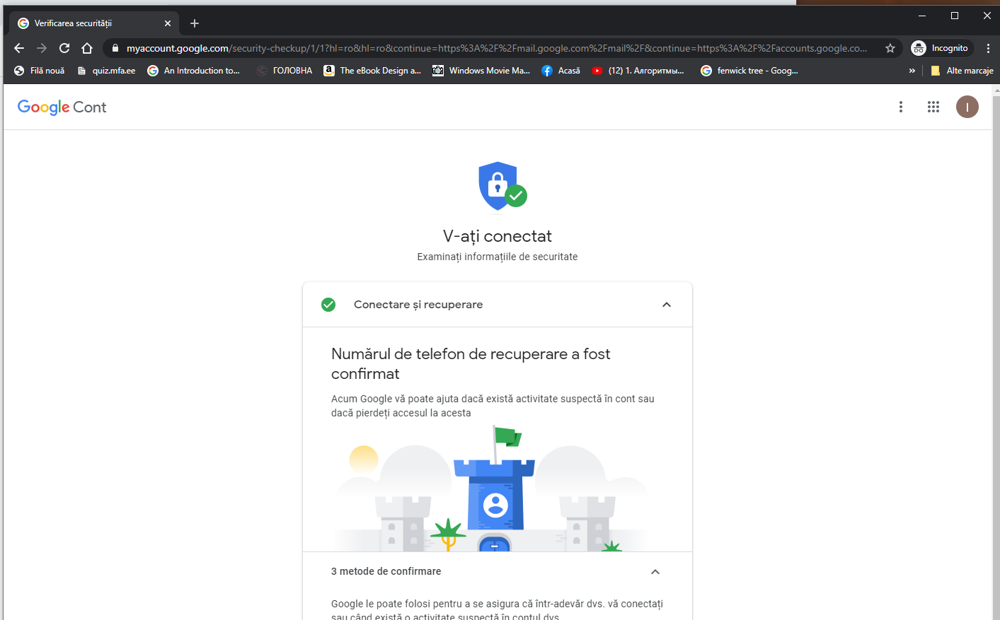 Verificarea securității
myaccount.google.com/security-checkup/1/1?hl=ro&hl=ro&continue=https%3A%2F%2Fmail.google.com%2Fmail%2F&continue=https%3A%2F%2Faccounts.google.co...
Incognito
Filă nouă
quiz.mfa.ee
An Introduction to...
ГОЛОВНА
The eBook Design a...
Windows Movie Ma...
Acasă
(12) 1. Алгоритмы...
fenwick tree - Goog...
»
Alte marcaje
Google Cont
I
V-ați conectat
Examinați informațiile de securitate
Conectare și recuperare
Numărul de telefon de recuperare a fost
confirmat
Acum Google vă poate ajuta dacă există activitate suspectă în cont sau
dacă pierdeți accesul la acesta
3 metode de confirmare
Google le poate folosi pentru a se asigura că într-adevăr dvs. vă conectați
sau când există o activitate suspectă în contul dvs.